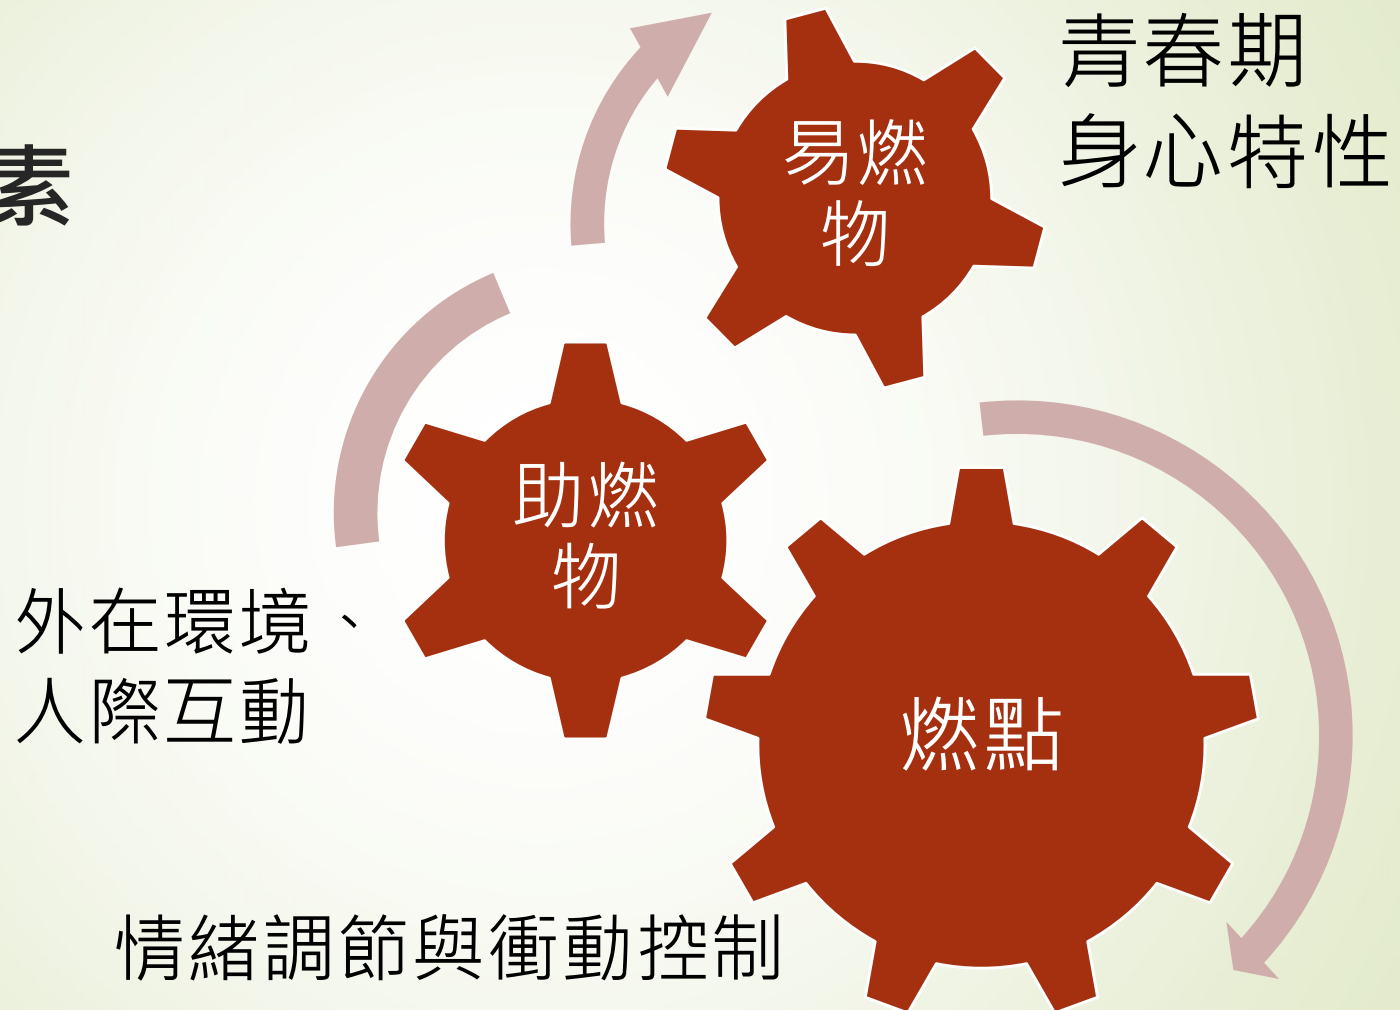 素
青春期
身心特性
易燃
物
助燃
物
外在環境、
人際互動
燃點
情緒調節與衝動控制